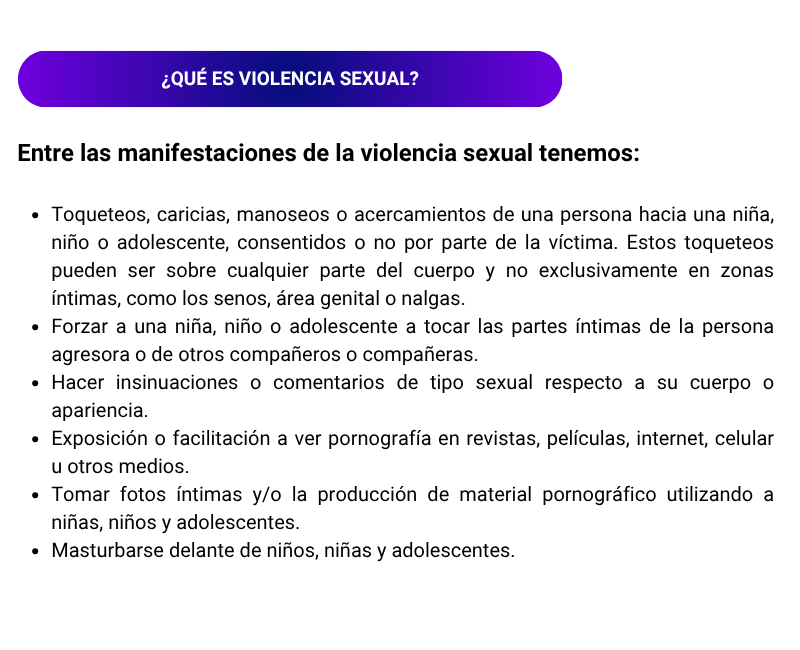 ¿QUÉ ES VIOLENCIA SEXUAL?
Entre las manifestaciones de la violencia sexual tenemos:
• Toqueteos, caricias, manoseos o acercamientos de una persona hacia una niña,
niño o adolescente, consentidos o no por parte de la víctima. Estos toqueteos
pueden ser sobre cualquier parte del cuerpo y no exclusivamente en zonas
íntimas, como los senos, área genital o nalgas.
• Forzar a una niña, niño o adolescente a tocar las partes íntimas de la persona
agresora o de otros compañeros o compañeras.
• Hacer insinuaciones o comentarios de tipo sexual respecto a su cuerpo o
apariencia.
• Exposición o facilitación a ver pornografía en revistas, películas, internet, celular
u otros medios.
• Tomar fotos íntimas y/o la producción de material pornográfico utilizando a
niñas, niños y adolescentes.
• Masturbarse delante de niños, niñas y adolescentes.